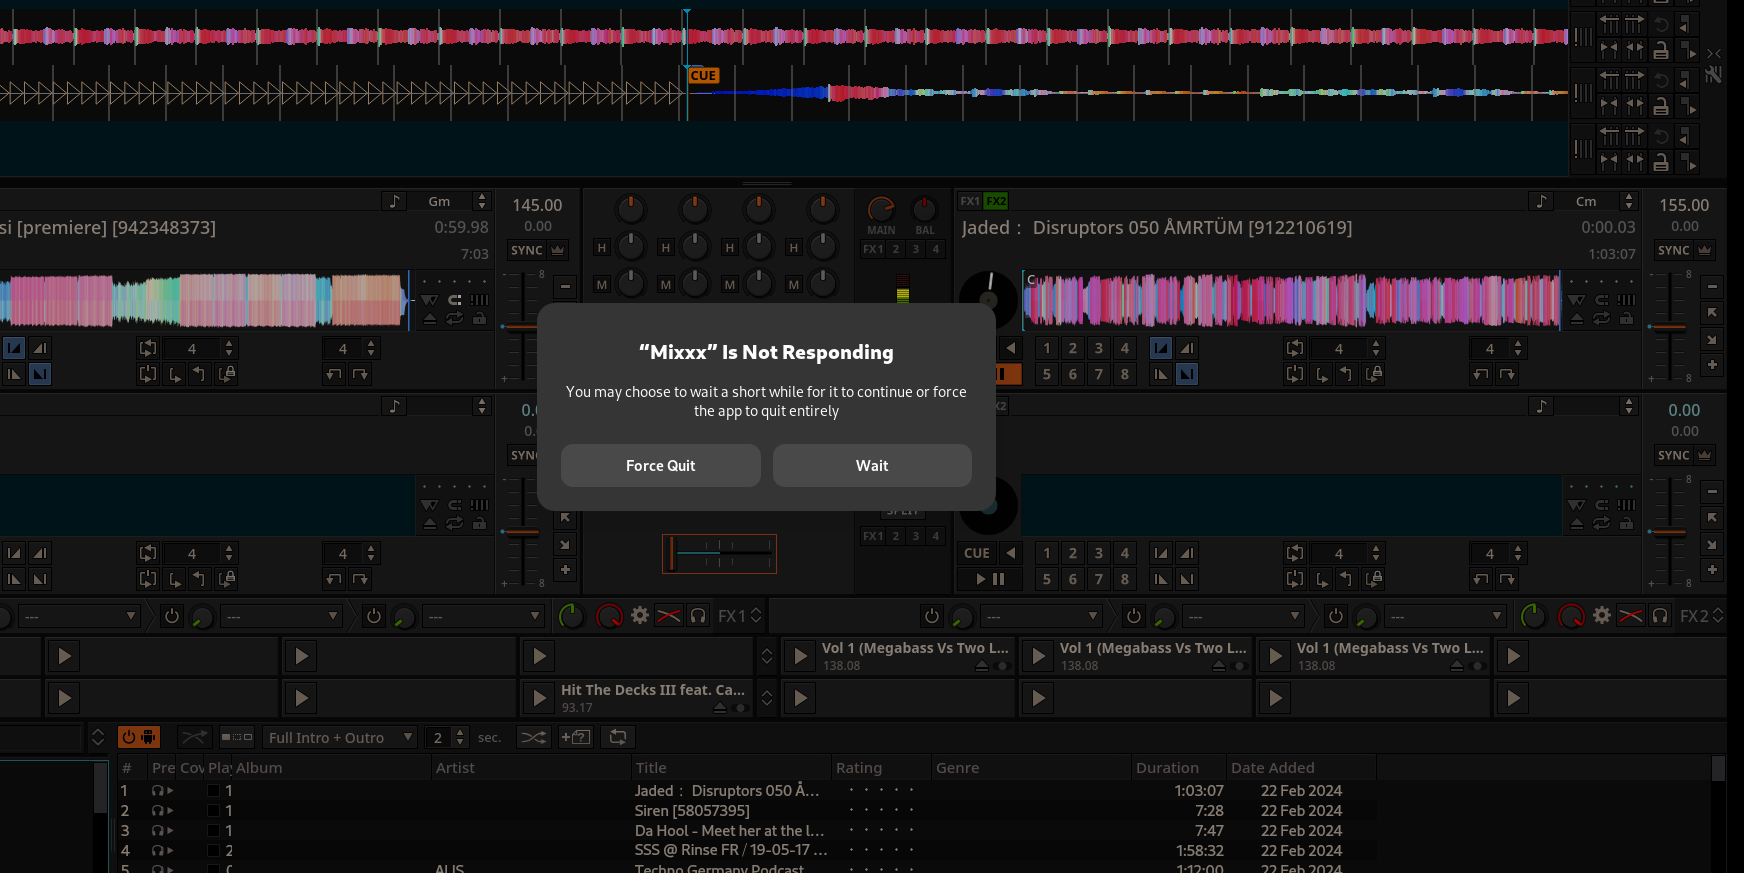 CUE
Gm
145.00
si [premiere] [942348373]
0:59.98
0.00
7:03
SYNC
8
H H H H
M M M M
MAIN BAL
FX1 2 3 4
FX1 FX2
Cm
155.00
Jaded : Disruptors 050 ÅMRTÜM [912210619]
0:00.03
0.00
1:03:07
SYNC
8
4 4
8
1 2 3 4
5 6 7 8
4 4
8
“Mixxx” Is Not Responding
You may choose to wait a short while for it to continue or force
the app to quit entirely
Force Quit
Wait
0.00
0.00
SYNC
8
FX1 2 3 4
4 4
8
CUE
1 2 3 4
5 6 7 8
4 4
8
--- --- --- FX1
--- --- --- FX2
Vol 1 (Megabass Vs Two L...
138.08
Vol 1 (Megabass Vs Two L...
138.08
Vol 1 (Megabass Vs Two L...
138.08
Hit The Decks III feat. Ca...
93.17
Full Intro + Outro 2 sec.
# Pre Cov Play Album Artist Title Rating Genre Duration Date Added
1 1 Jaded : Disruptors 050 Å... 1:03:07 22 Feb 2024
2 1 Siren [58057395] 7:28 22 Feb 2024
3 1 Da Hool - Meet her at the l... 7:47 22 Feb 2024
4 2 SSS @ Rinse FR / 19-05-17 ... 1:58:32 22 Feb 2024
5 AUS Techno Germany Podcast 1:12:00 22 Feb 2024